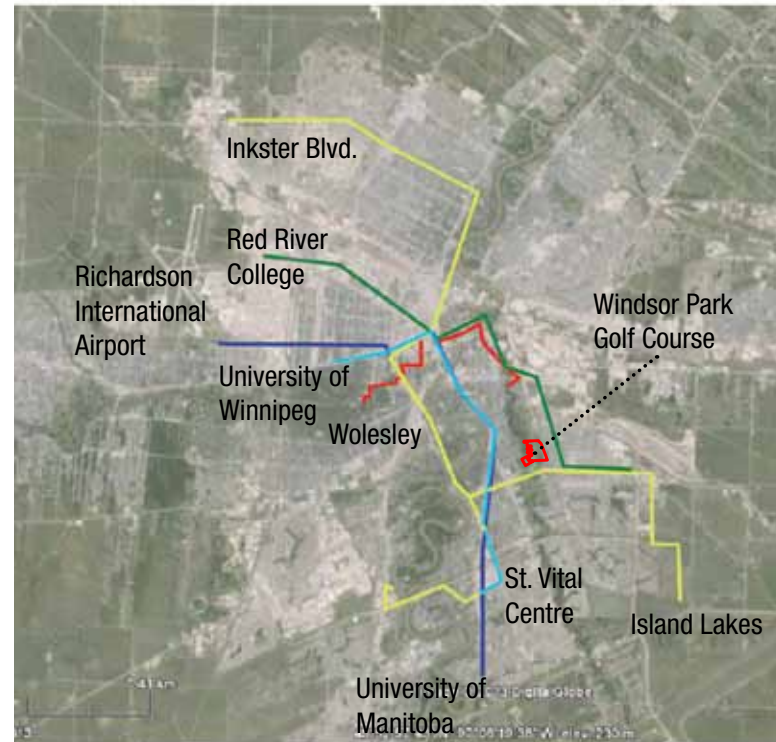 Inkster Blvd.
Red River
College
Richardson
International
Airport
Windsor Park
Golf Course
University of
Winnipeg
Wolesley
St. Vital
Centre
Island Lakes
University of
Manitoba